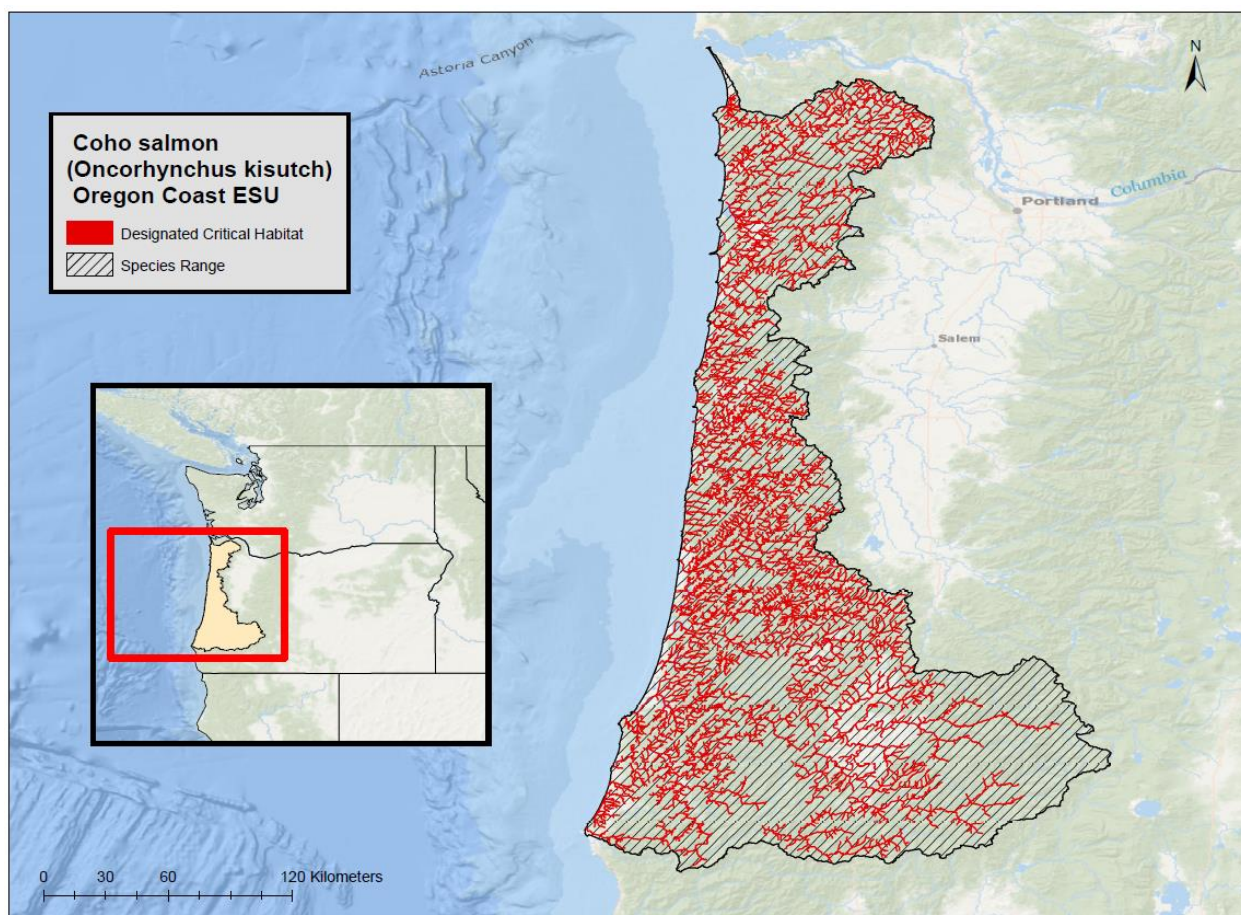 Astoria Canyon
N
Coho salmon
(Oncorhynchus kisutch)
Oregon Coast ESU
Designated Critical Habitat
Species Range
Columbia
Portland
Salem
0 30 60 120 Kilometers